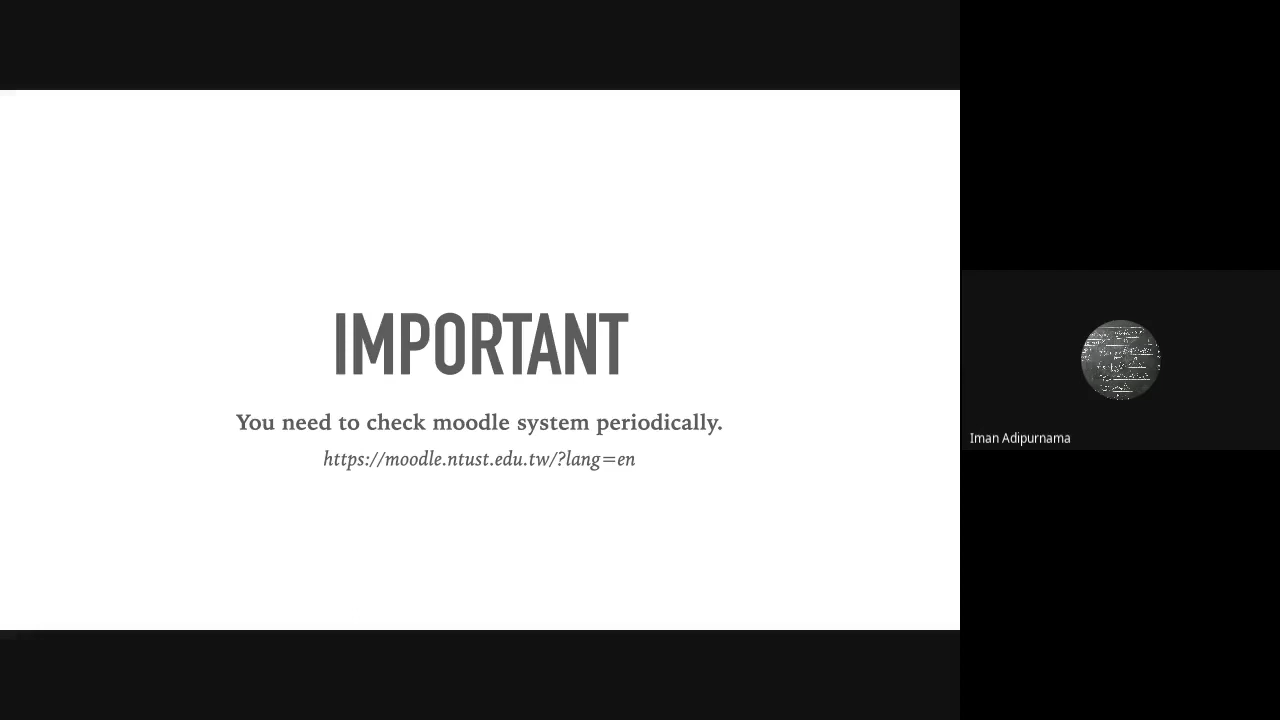 IMPORTANT
You need to check moodle system periodically.
https://moodle.ntust.edu.tw/?lang=en
Iman Adipurnama